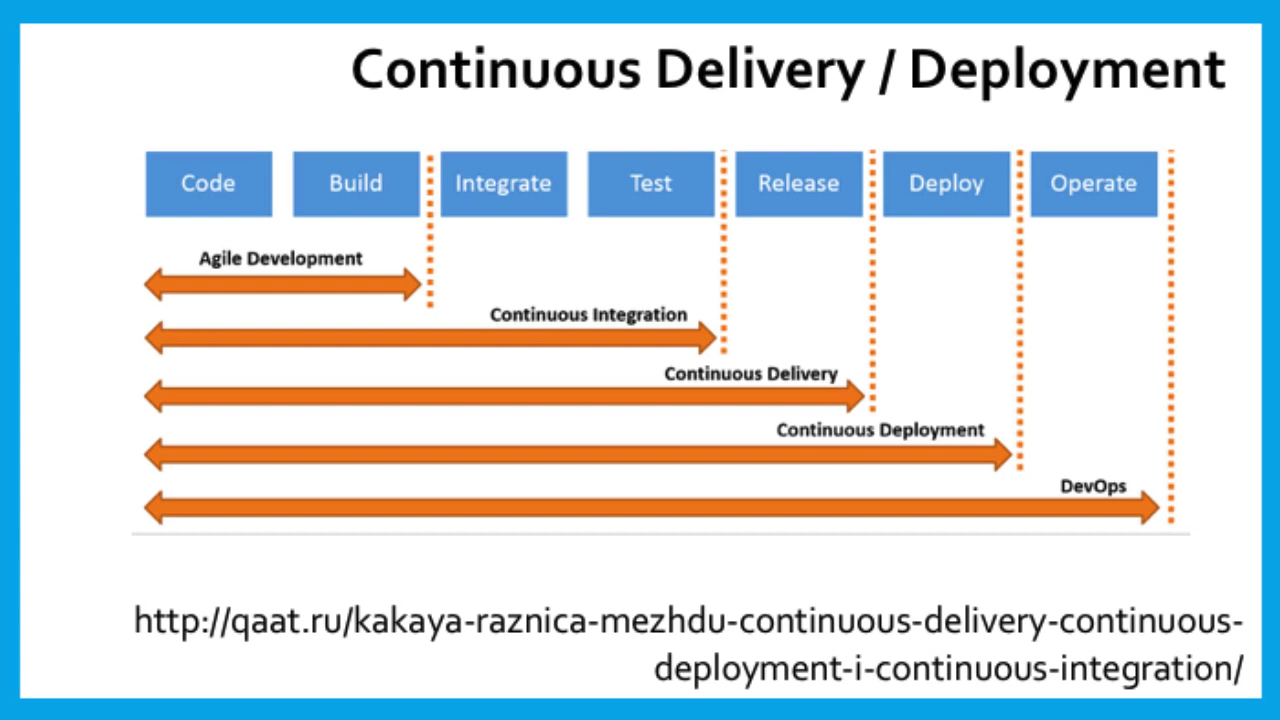 Continuous Delivery / Deployment
Code Build Integrate Test Release Deploy Operate
Agile Development
Continuous Integration
Continuous Delivery
Continuous Deployment
DevOps
http://qaat.ru/kakaya-raznica-mezhdu-continuous-delivery-continuous-
deployment-i-continuous-integration/